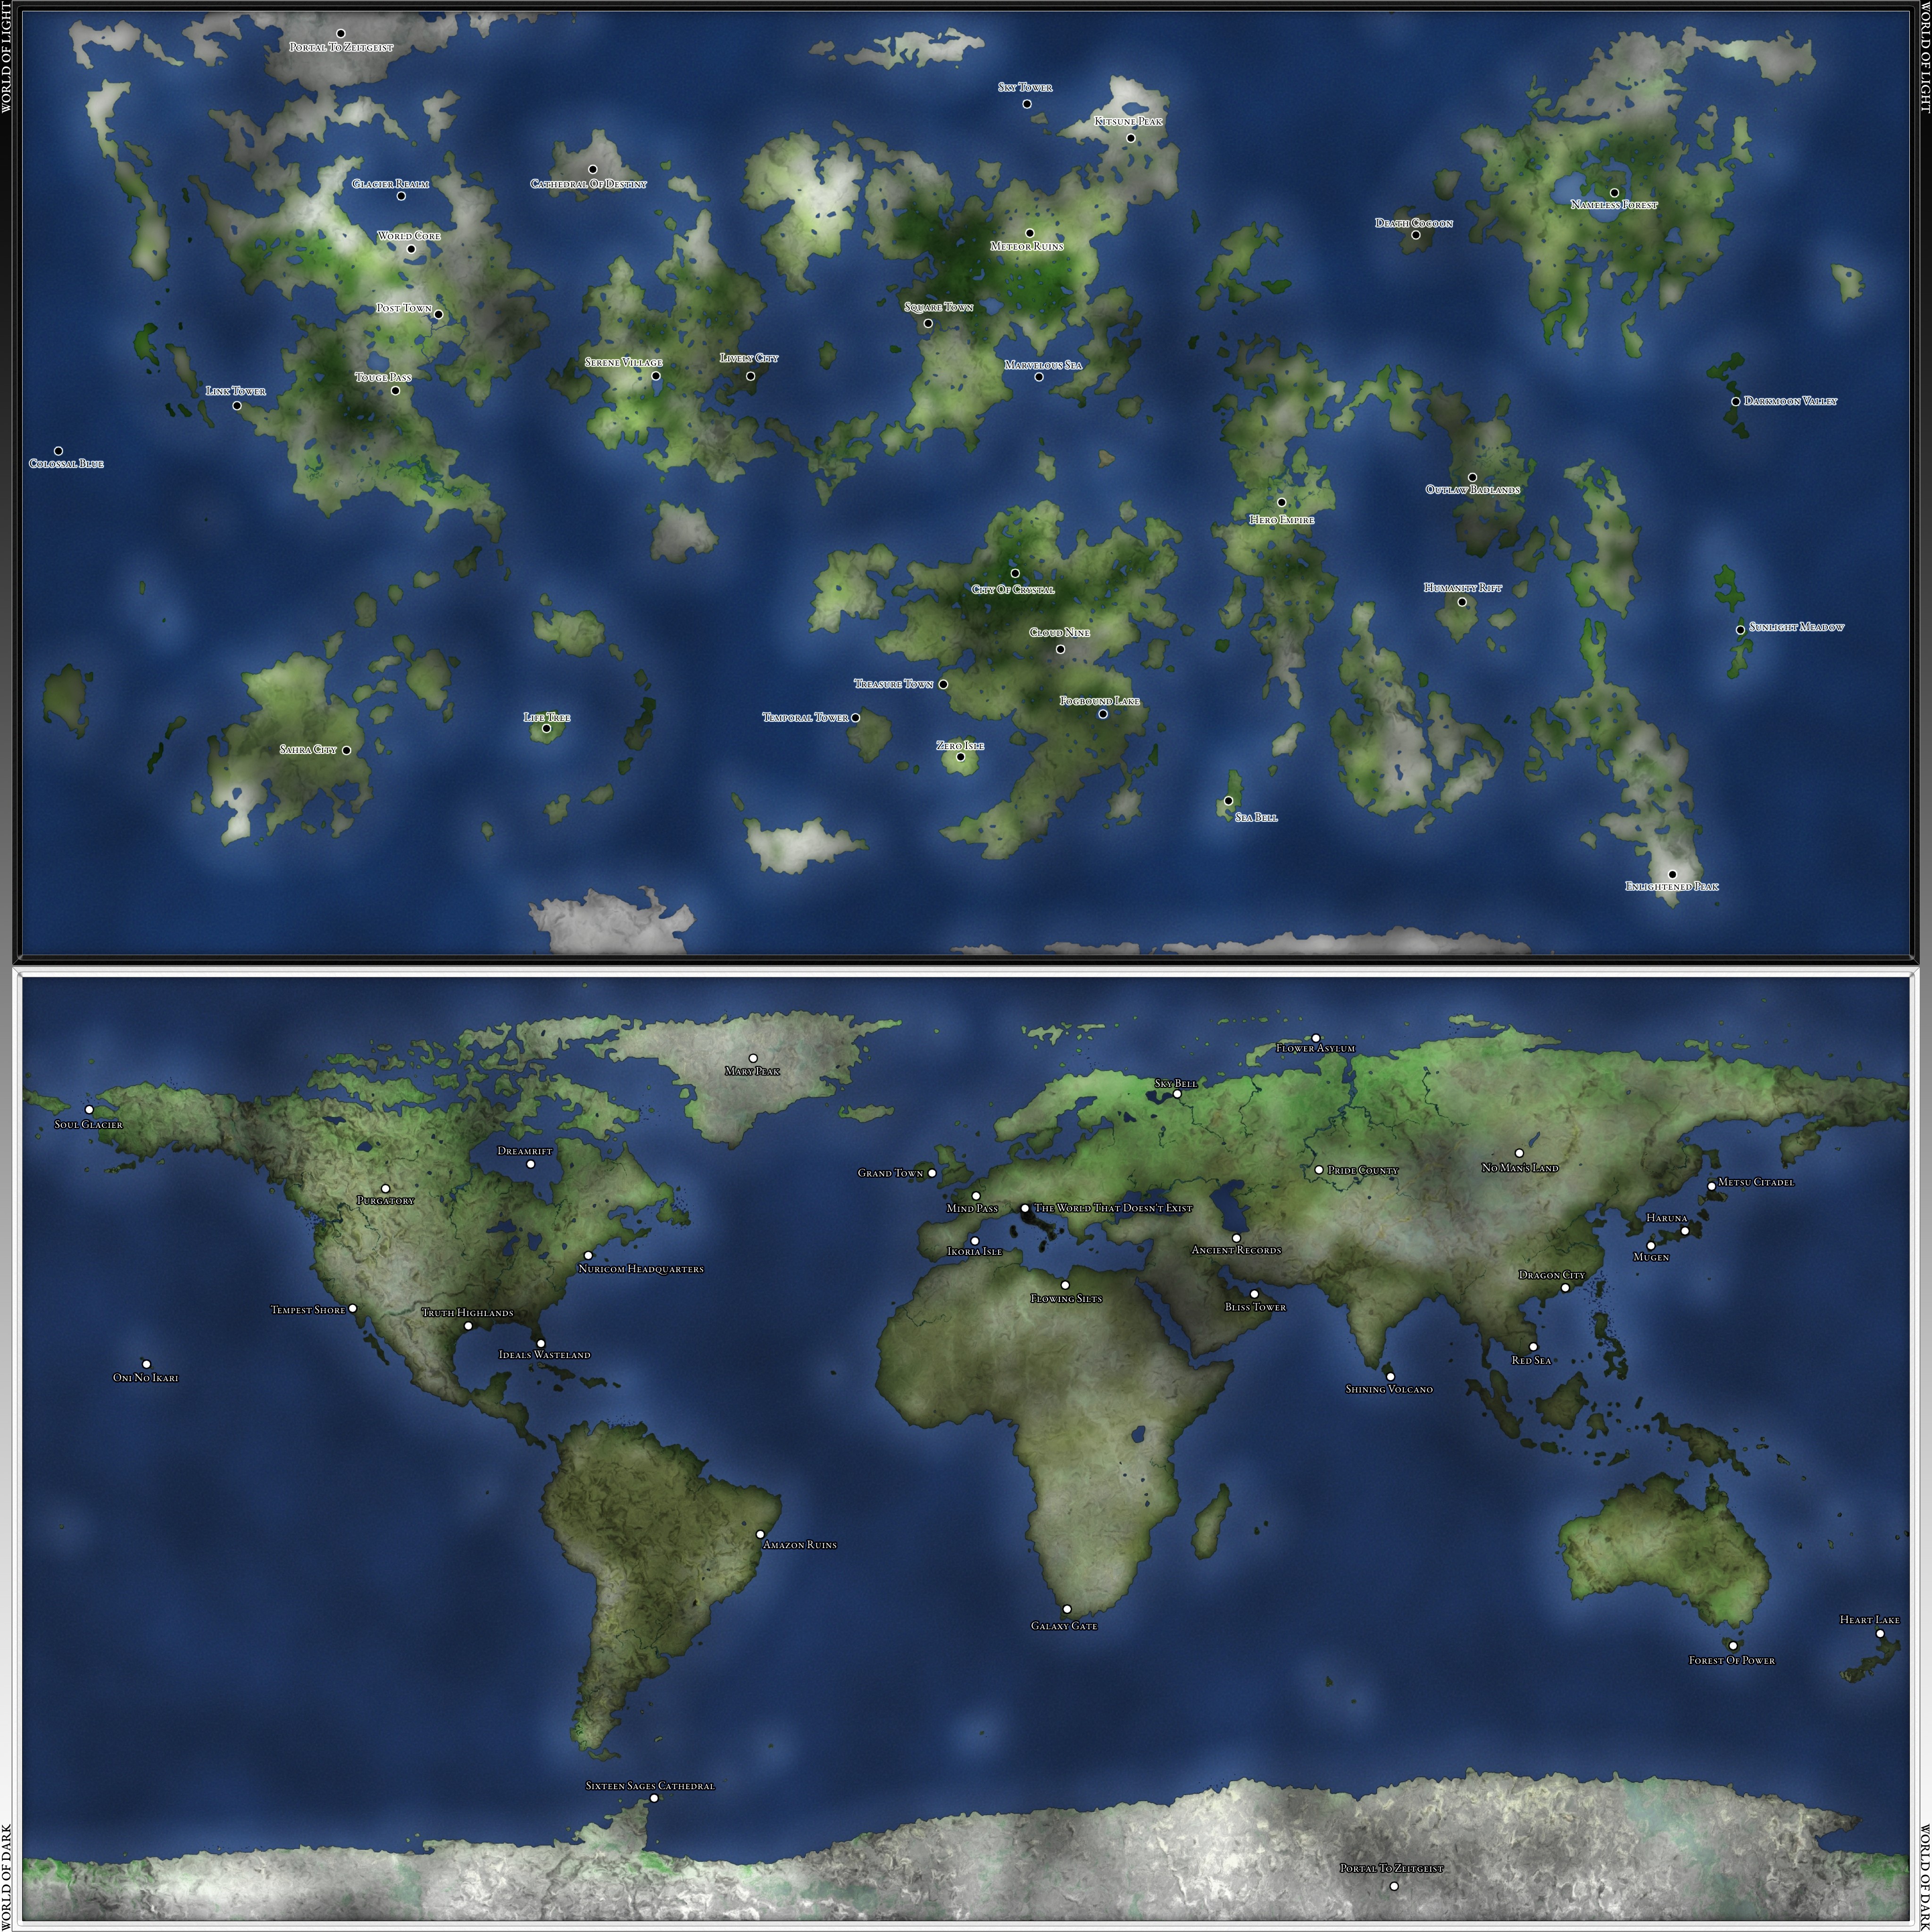 WORLD OF LIGHT
WORLD OF LIGHT
Portal To Zeitgeist
Sky Tower
Kitsune Peak
Glacier Realm
Cathedral Of Destiny
Nameless Forest
Death Cocoon
World Core
Meteor Ruins
Post Town
Square Town
Serene Village
Lively City
Marvelous Sea
Touge Pass
Link Tower
Darkmoon Valley
Colossal Blue
Outlaw Badlands
Hero Empire
City Of Crystal
Humanity Rift
Cloud Nine
Sunlight Meadow
Treasure Town
Fogbound Lake
Life Tree
Temporal Tower
Sahra City
Zero Isle
Sea Bell
Enlightened Peak
Flower Asylum
Mary Peak
Sky Bell
Soul Glacier
Dreamrift
Grand Town
Pride County
No Man's Land
Metsu Citadel
Purgatory
Mind Pass
The World That Doesn't Exist
Haruna
Ikoria Isle
Ancient Records
Mugen
Nuricom Headquarters
Dragon City
Flowing Silts
Bliss Tower
Tempest Shore
Truth Highlands
Ideals Wasteland
Red Sea
Oni No Ikari
Shining Volcano
Amazon Ruins
Galaxy Gate
Heart Lake
Forest Of Power
Sixteen Sages Cathedral
Portal To Zeitgeist
WORLD OF DARK
WORLD OF DARK